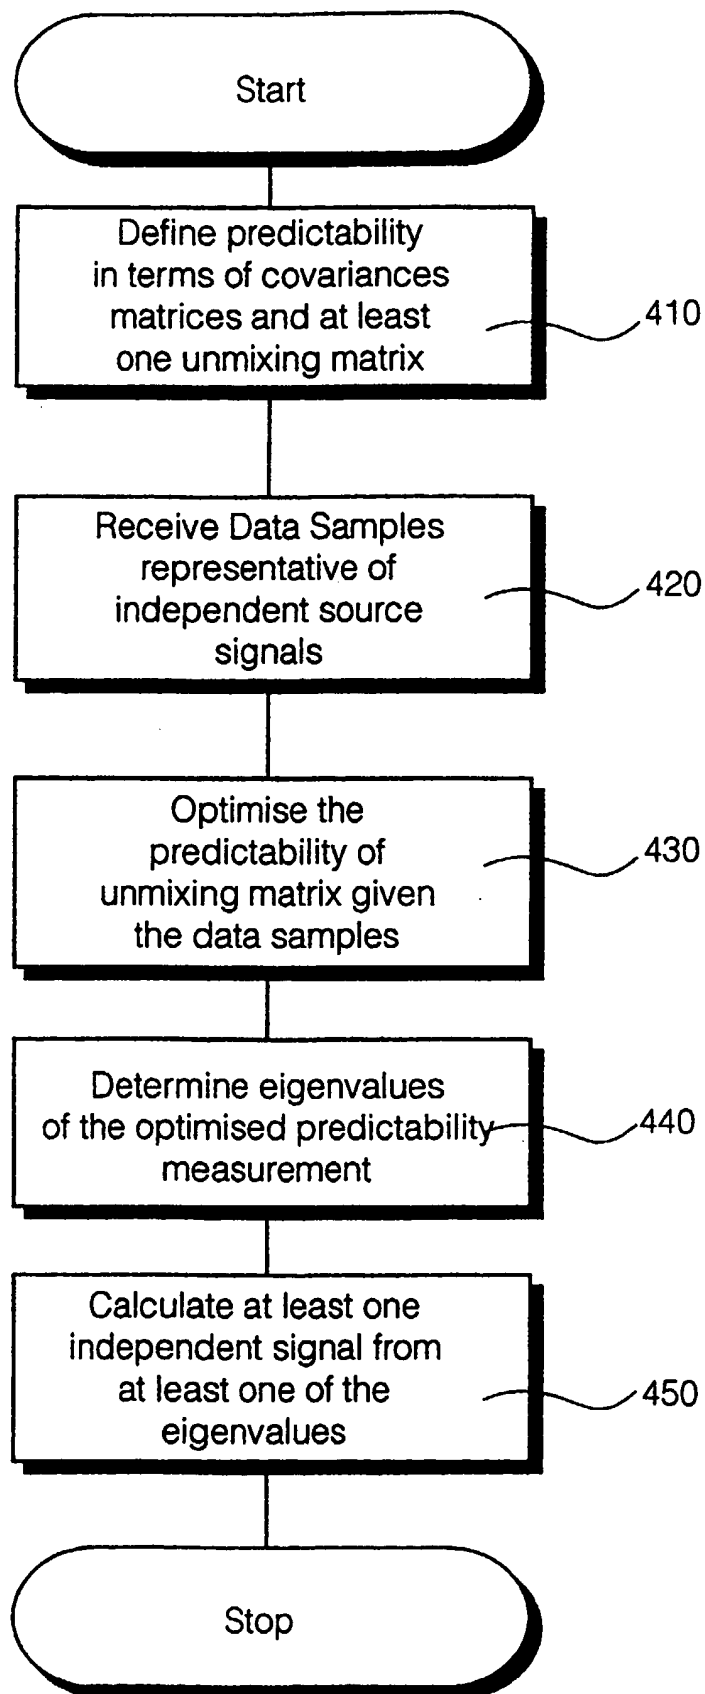 Start
Define predictability
in terms of covariances
matrices and at least
one unmixing matrix
410
Receive Data Samples
representative of
independent source
signals
420
Optimise the
predictability of
unmixing matrix given
the data samples
430
Determine eigenvalues
of the optimised predictability
measurement
440
Calculate at least one
independent signal from
at least one of the
eigenvalues
450
Stop